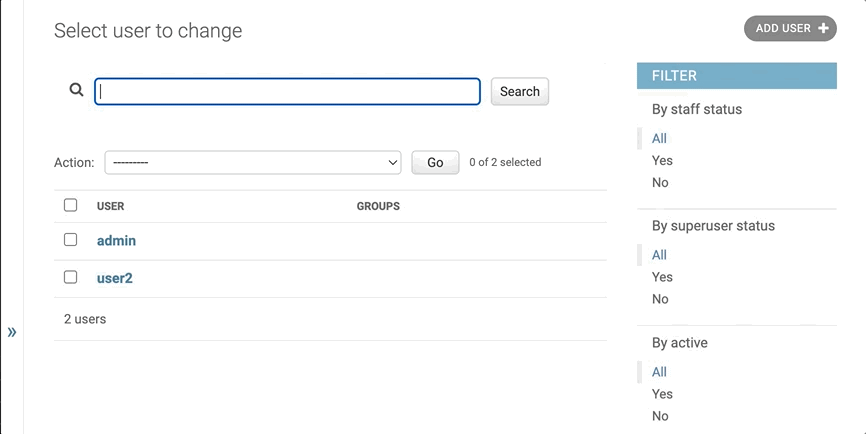 Select user to change
ADD USER +
Search
Action: --------- Go 0 of 2 selected
USER GROUPS
admin
user2
2 users
»
FILTER
By staff status
All
Yes
No
By superuser status
All
Yes
No
By active
All
Yes
No